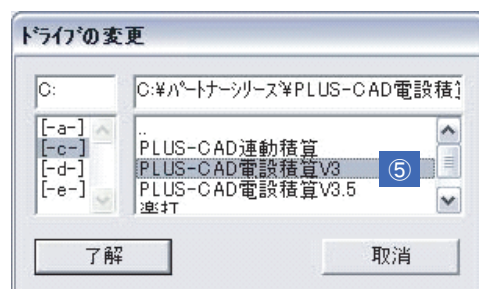 ﾄﾞﾗｲﾌﾞの変更
C:
C:¥ﾊﾟｰﾄﾅｰｼﾘｰｽﾞ¥PLUS-CAD電設積
[-a-]
[-c-]
[-d-]
[-e-]
..
PLUS-CAD連動積算
PLUS-CAD電設積算V3
⑤
PLUS-CAD電設積算V3.5
楽打
了解
取消